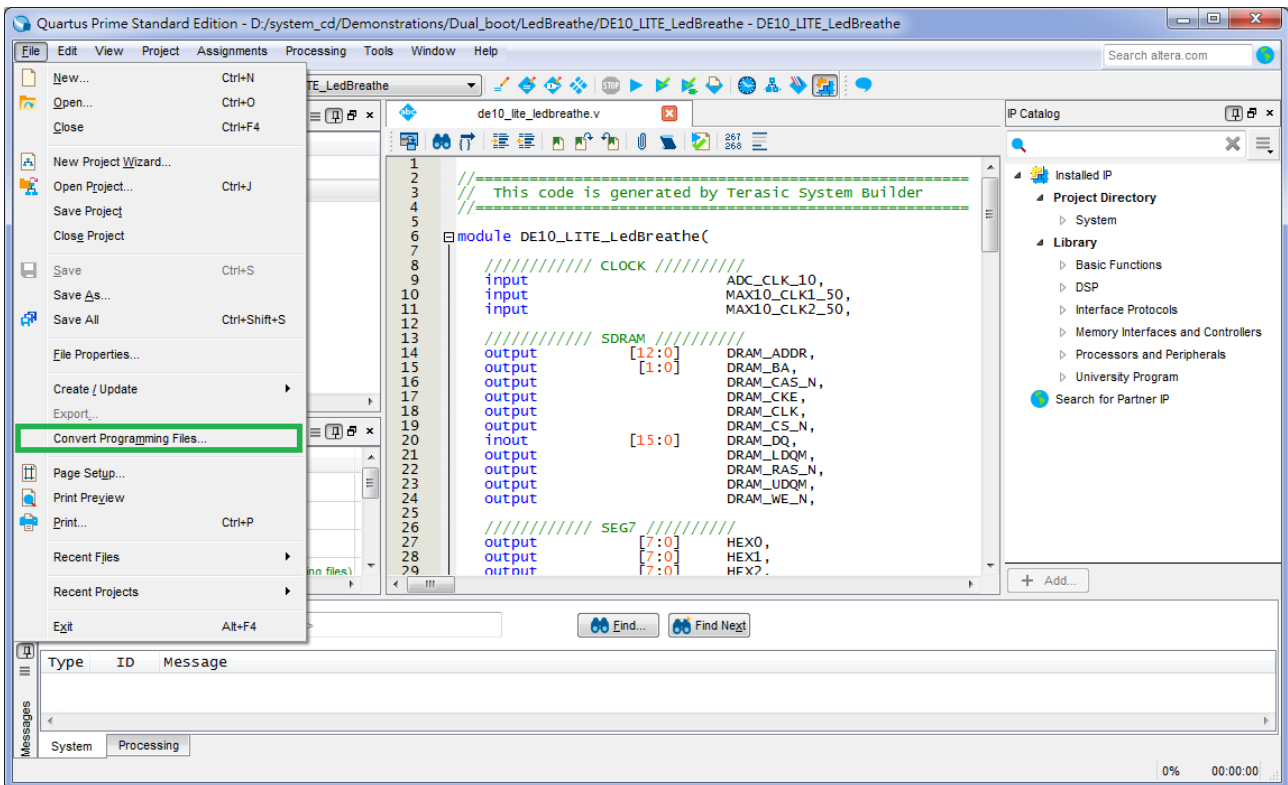 Quartus Prime Standard Edition - D:/system_cd/Demonstrations/Dual_boot/LedBreathe/DE10_LITE_LedBreathe - DE10_LITE_LedBreathe
File Edit View Project Assignments Processing Tools Window Help
Search altera.com
New... Ctrl+N
Open... Ctrl+O
Close Ctrl+F4
New Project Wizard...
Open Project... Ctrl+J
Save Project
Close Project
Save Ctrl+S
Save As...
Save All Ctrl+Shift+S
File Properties...
Create / Update
Export...
Convert Programming Files...
Page Setup...
Print Preview
Print... Ctrl+P
Recent Files
Recent Projects
Exit Alt+F4
TE_LedBreathe
STOP
ing files)
abc de10_lite_ledbreathe.v
267
268
1
2 //=======================================================
3 // This code is generated by Terasic System Builder
4 //=======================================================
5
6 module DE10_LITE_LedBreathe(
7
8 //////////// CLOCK //////////
9 input ADC_CLK_10,
10 input MAX10_CLK1_50,
11 input MAX10_CLK2_50,
12
13 //////////// SDRAM //////////
14 output [12:0] DRAM_ADDR,
15 output [1:0] DRAM_BA,
16 output DRAM_CAS_N,
17 output DRAM_CKE,
18 output DRAM_CLK,
19 output DRAM_CS_N,
20 inout [15:0] DRAM_DQ,
21 output DRAM_LDQM,
22 output DRAM_RAS_N,
23 output DRAM_UDQM,
24 output DRAM_WE_N,
25
26 //////////// SEG7 //////////
27 output [7:0] HEX0,
28 output [7:0] HEX1,
29 output [7:0] HEX2,
IP Catalog
Installed IP
Project Directory
System
Library
Basic Functions
DSP
Interface Protocols
Memory Interfaces and Controllers
Processors and Peripherals
University Program
Search for Partner IP
+ Add...
Find... Find Next
Type ID Message
Messages
System Processing
0% 00:00:00